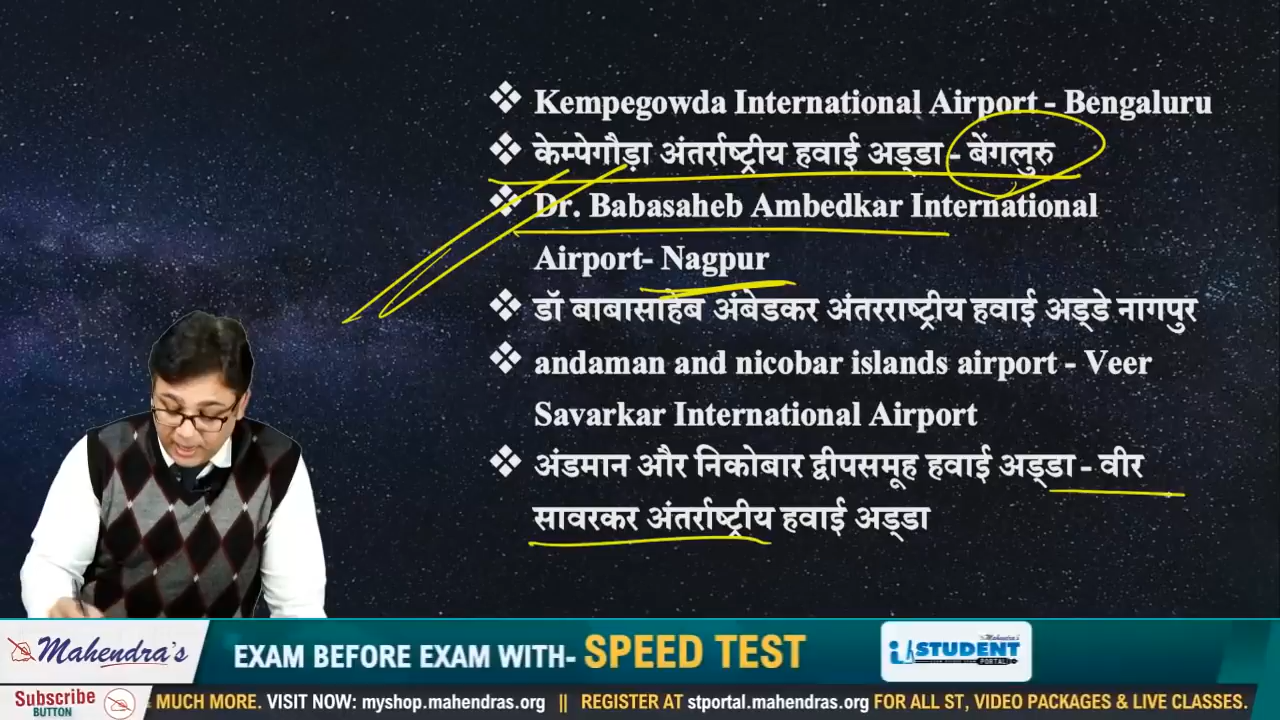 ❖ Kempegowda International Airport - Bengaluru
❖ केम्पेगौड़ा अंतर्राष्ट्रीय हवाई अड्डा - बेंगलुरु
❖ Dr. Babasaheb Ambedkar International
Airport- Nagpur
❖ डॉ बाबासाहेब अंबेडकर अंतरराष्ट्रीय हवाई अड्डे नागपुर
❖ andaman and nicobar islands airport - Veer
Savarkar International Airport
❖ अंडमान और निकोबार द्वीपसमूह हवाई अड्डा - वीर
सावरकर अंतर्राष्ट्रीय हवाई अड्डा
Mahendra's
EXAM BEFORE EXAM WITH- SPEED TEST
STUDENT
PORTAL
Subscribe
BUTTON
MUCH MORE. VISIT NOW: myshop.mahendras.org || REGISTER AT stportal.mahendras.org FOR ALL ST, VIDEO PACKAGES & LIVE CLASSES.